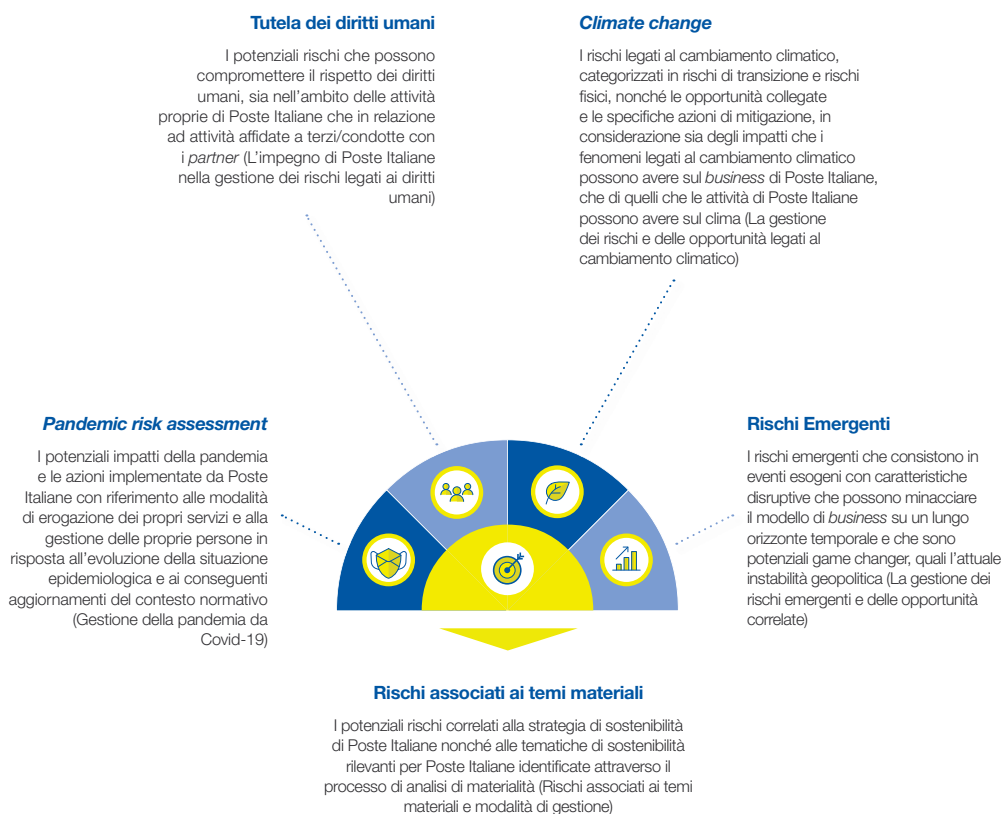 Tutela dei diritti umani
I potenziali rischi che possono
compromettere il rispetto dei diritti
umani, sia nell'ambito delle attività
proprie di Poste Italiane che in relazione
ad attività affidate a terzi/condotte con
i partner (L'impegno di Poste Italiane
nella gestione dei rischi legati ai diritti
umani)
Climate change
I rischi legati al cambiamento climatico,
categorizzati in rischi di transizione e rischi
fisici, nonché le opportunità collegate
e le specifiche azioni di mitigazione, in
considerazione sia degli impatti che i
fenomeni legati al cambiamento climatico
possono avere sul business di Poste Italiane,
che di quelli che le attività di Poste Italiane
possono avere sul clima (La gestione
dei rischi e delle opportunità legati al
cambiamento climatico)
Pandemic risk assessment
I potenziali impatti della pandemia
e le azioni implementate da Poste
Italiane con riferimento alle modalità
di erogazione dei propri servizi e alla
gestione delle proprie persone in
risposta all'evoluzione della situazione
epidemiologica e ai conseguenti
aggiornamenti del contesto normativo
(Gestione della pandemia da
Covid-19)
Rischi Emergenti
I rischi emergenti che consistono in
eventi esogeni con caratteristiche
disruptive che possono minacciare
il modello di business su un lungo
orizzonte temporale e che sono
potenziali game changer, quali l'attuale
instabilità geopolitica (La gestione dei
rischi emergenti e delle opportunità
correlate)
Rischi associati ai temi materiali
I potenziali rischi correlati alla strategia di sostenibilità
di Poste Italiane nonché alle tematiche di sostenibilità
rilevanti per Poste Italiane identificate attraverso il
processo di analisi di materialità (Rischi associati ai temi
materiali e modalità di gestione)